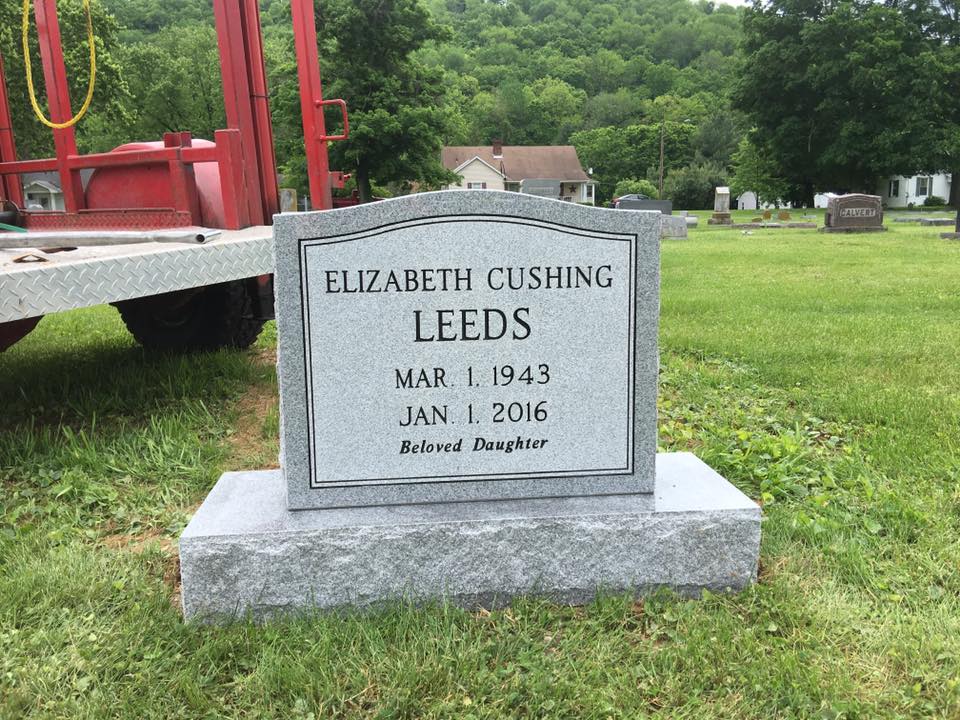 ELIZABETH CUSHING
LEEDS
MAR. 1, 1943
JAN. 1, 2016
Beloved Daughter
CALVERT